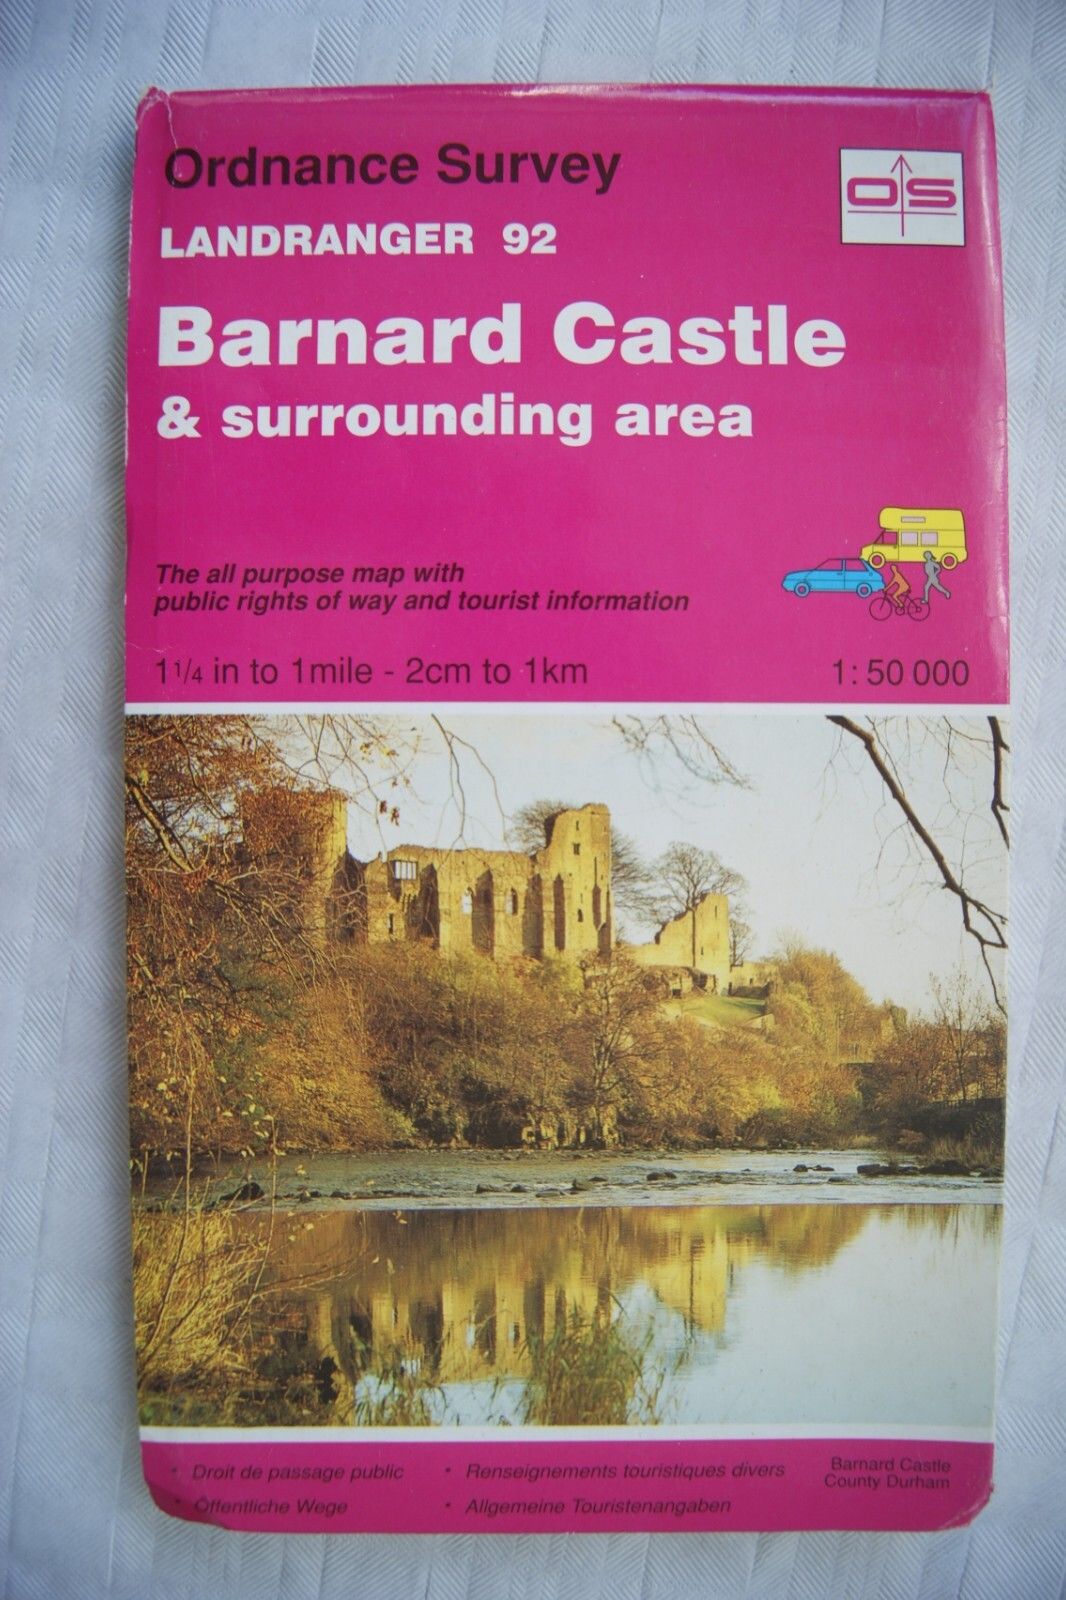 Ordnance Survey
OS
LANDRANGER 92
Barnard Castle
& surrounding area
The all purpose map with
public rights of way and tourist information
1 1/4 in to 1mile - 2cm to 1km
1: 50 000
• Droit de passage public
• Renseignements touristiques divers
• Öffentliche Wege
• Allgemeine Touristenangaben
Barnard Castle
County Durham